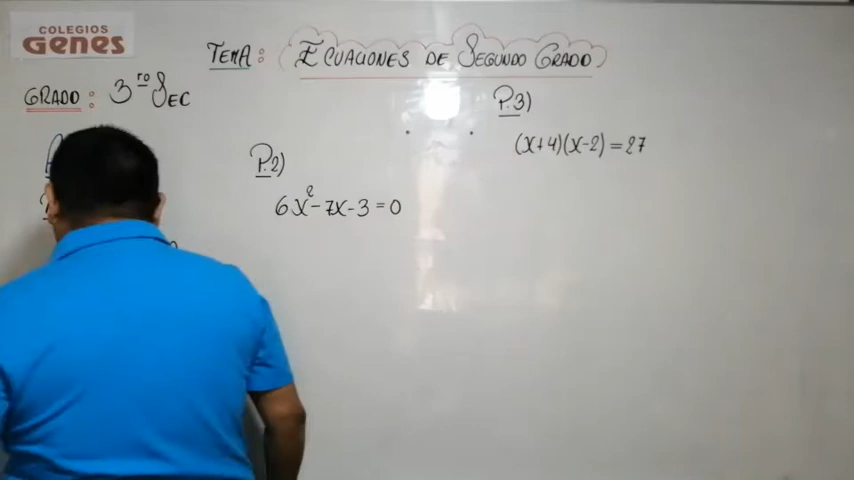 COLEGIOS
Genes
TEMA: ECUACIONES DE SEGUNDO GRADO
GRADO: 3ro SEC
P.2)
6x²-7x-3=0
P.3)
(x+4)(x-2)=27